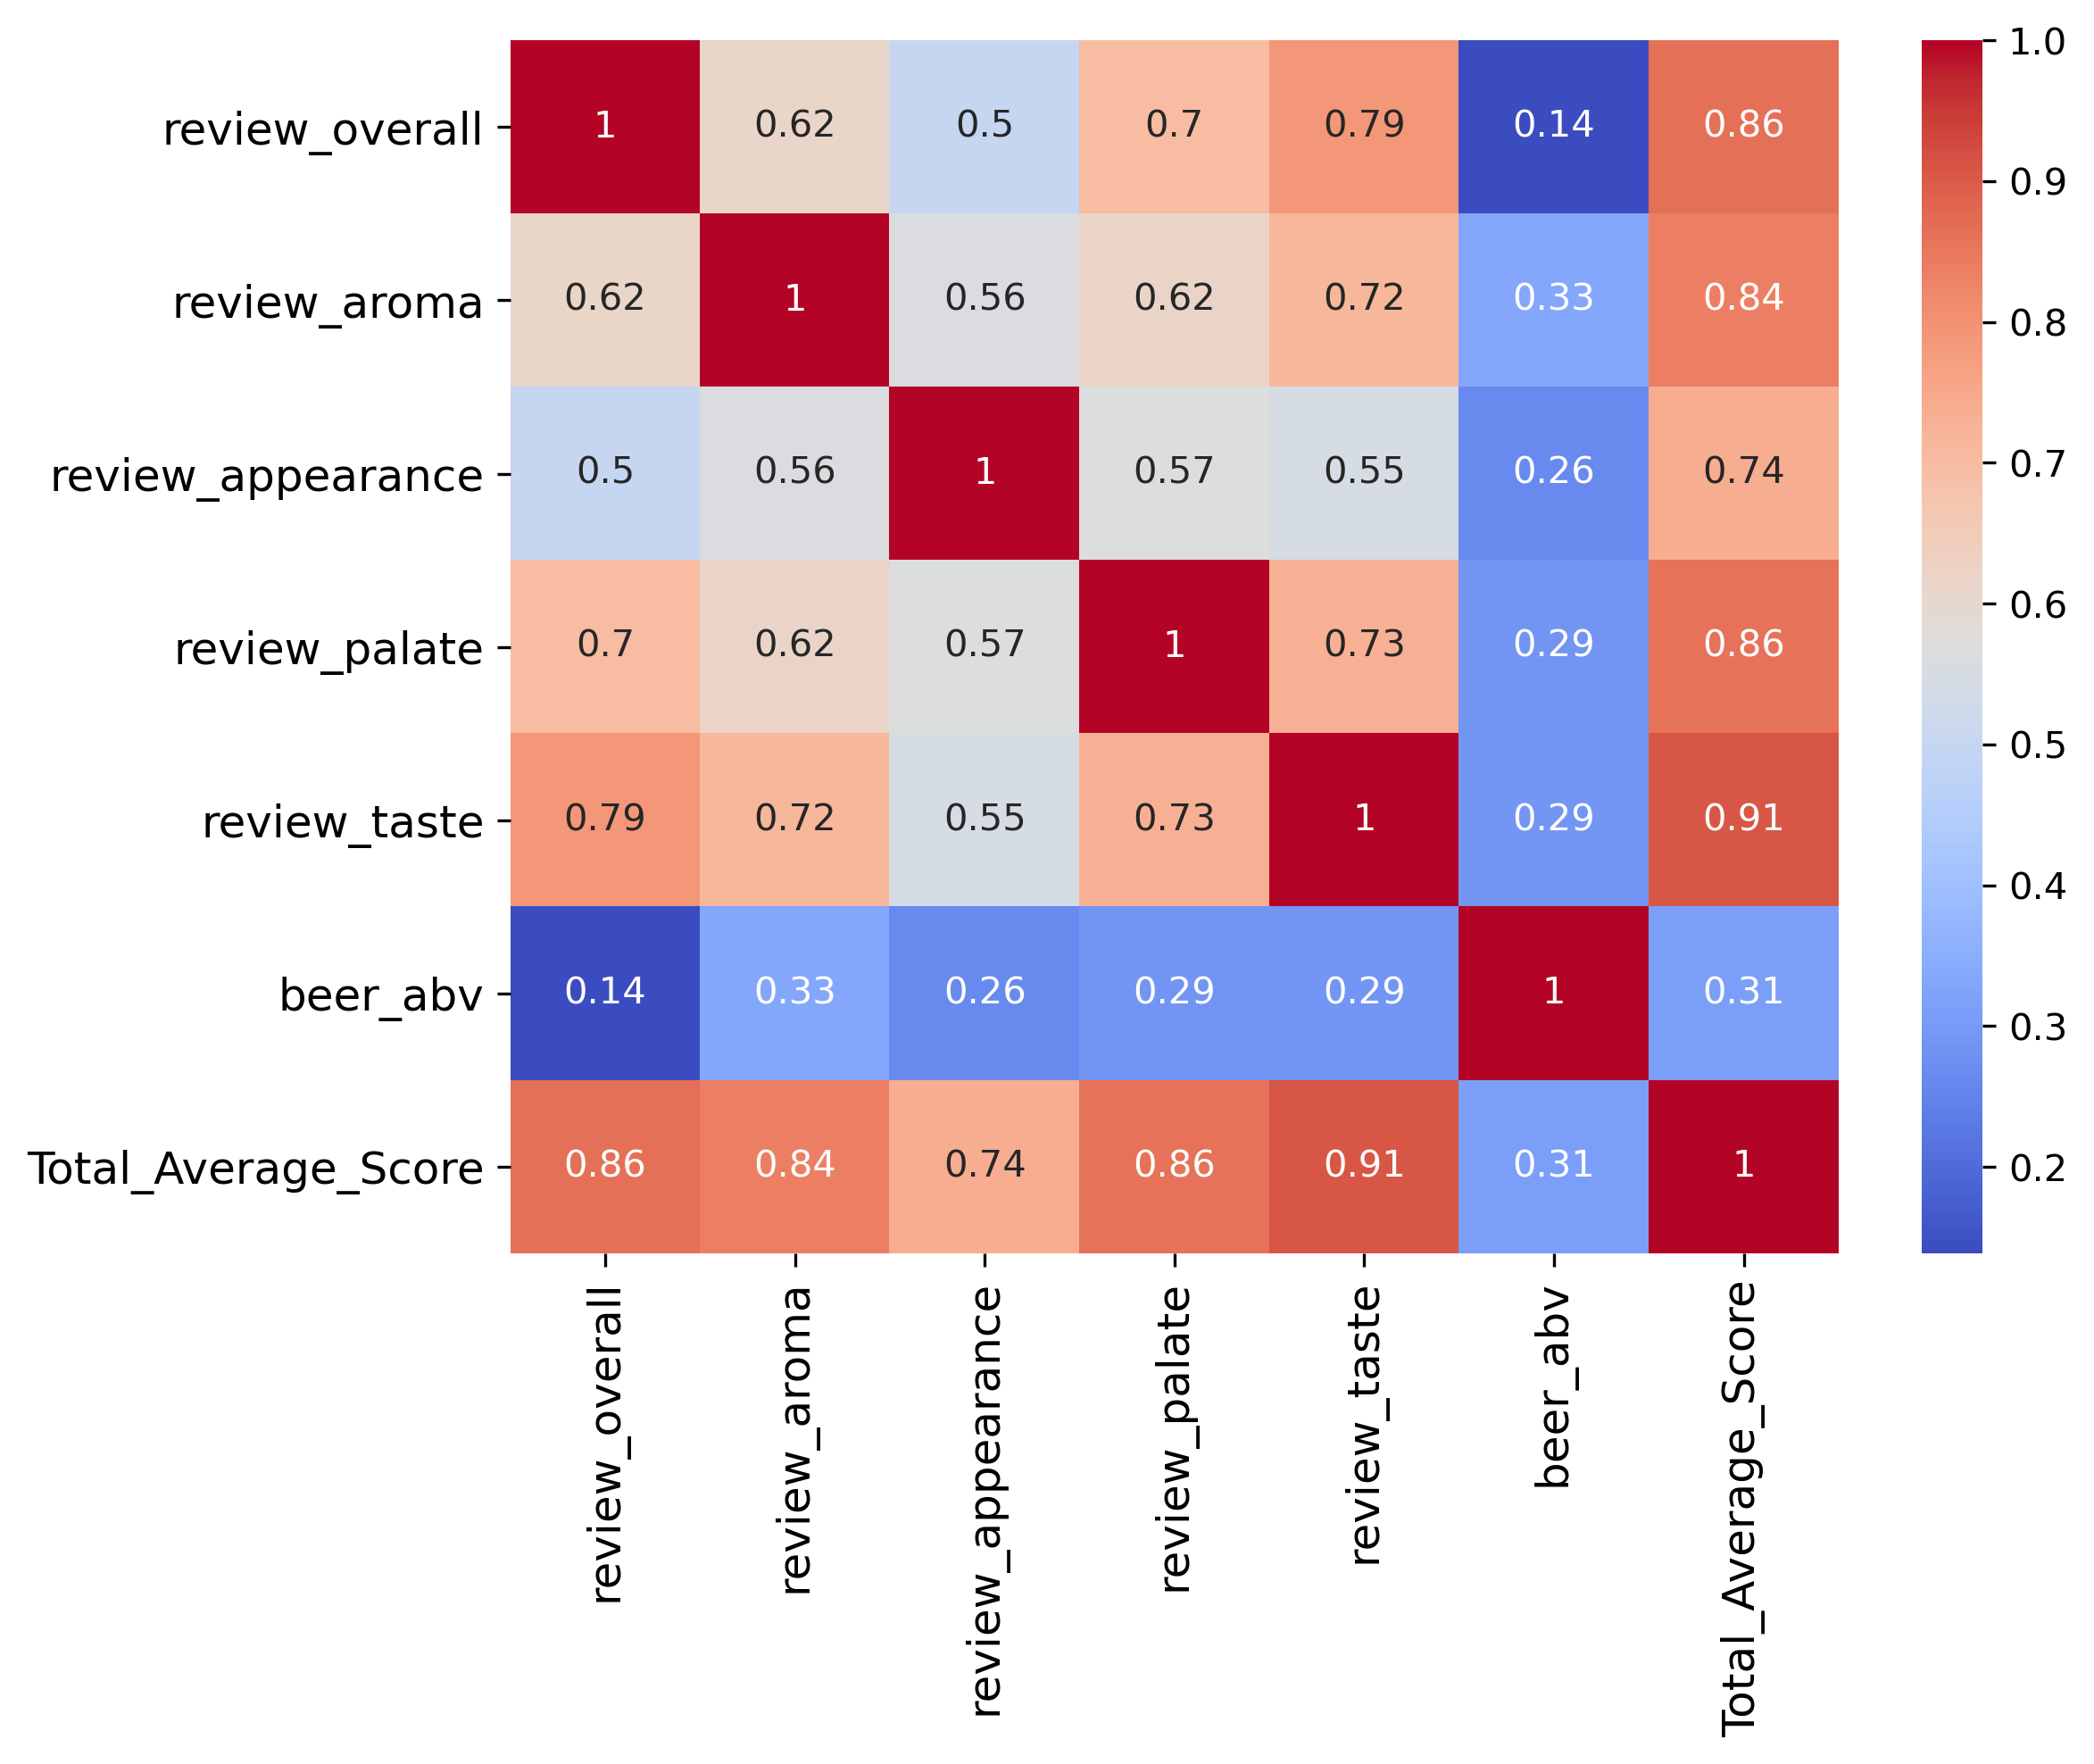 review_overall 1 0.62 0.5 0.7 0.79 0.14 0.86
review_aroma 0.62 1 0.56 0.62 0.72 0.33 0.84
review_appearance 0.5 0.56 1 0.57 0.55 0.26 0.74
review_palate 0.7 0.62 0.57 1 0.73 0.29 0.86
review_taste 0.79 0.72 0.55 0.73 1 0.29 0.91
beer_abv 0.14 0.33 0.26 0.29 0.29 1 0.31
Total_Average_Score 0.86 0.84 0.74 0.86 0.91 0.31 1
review_overall
review_aroma
review_appearance
review_palate
review_taste
beer_abv
Total_Average_Score
1.0
0.9
0.8
0.7
0.6
0.5
0.4
0.3
0.2